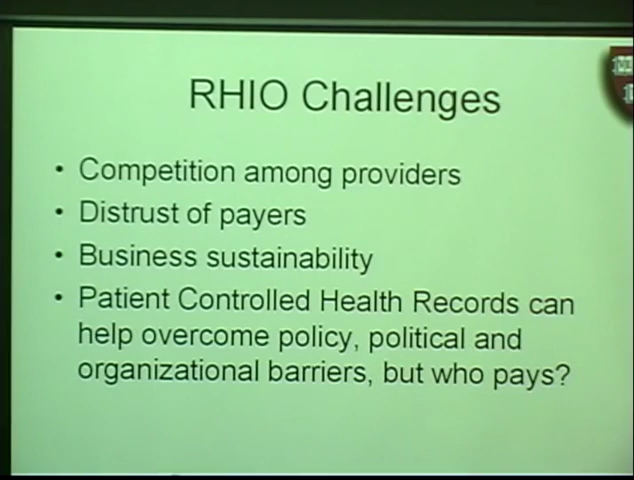 RHIO Challenges
• Competition among providers
• Distrust of payers
• Business sustainability
• Patient Controlled Health Records can
help overcome policy, political and
organizational barriers, but who pays?